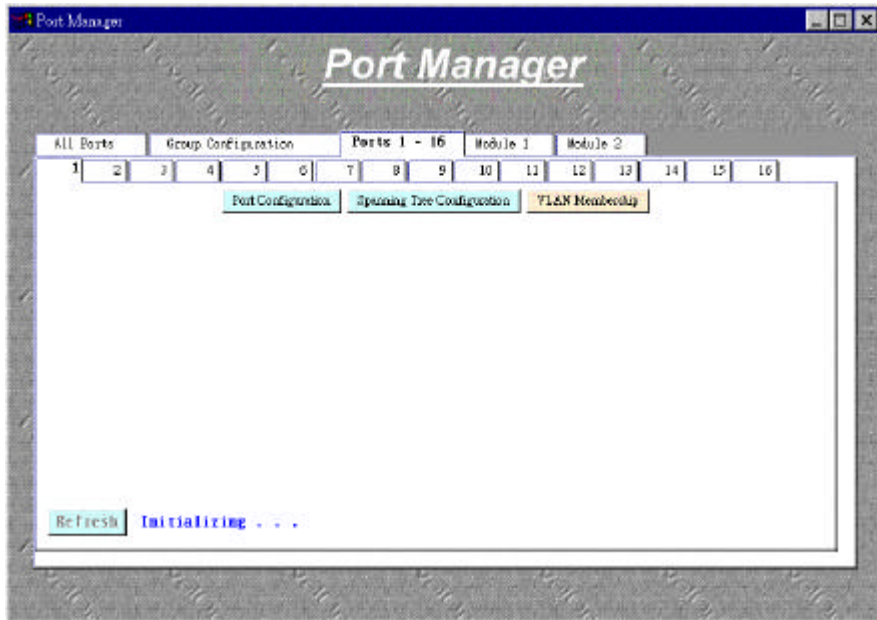 Port Manager
Port Manager
All Ports Group Configuration Ports 1 - 16 Module 1 Module 2
1 2 3 4 5 6 7 8 9 10 11 12 13 14 15 16
Port Configuration Spanning Tree Configuration VLAN Membership
Refresh Initializing . . .